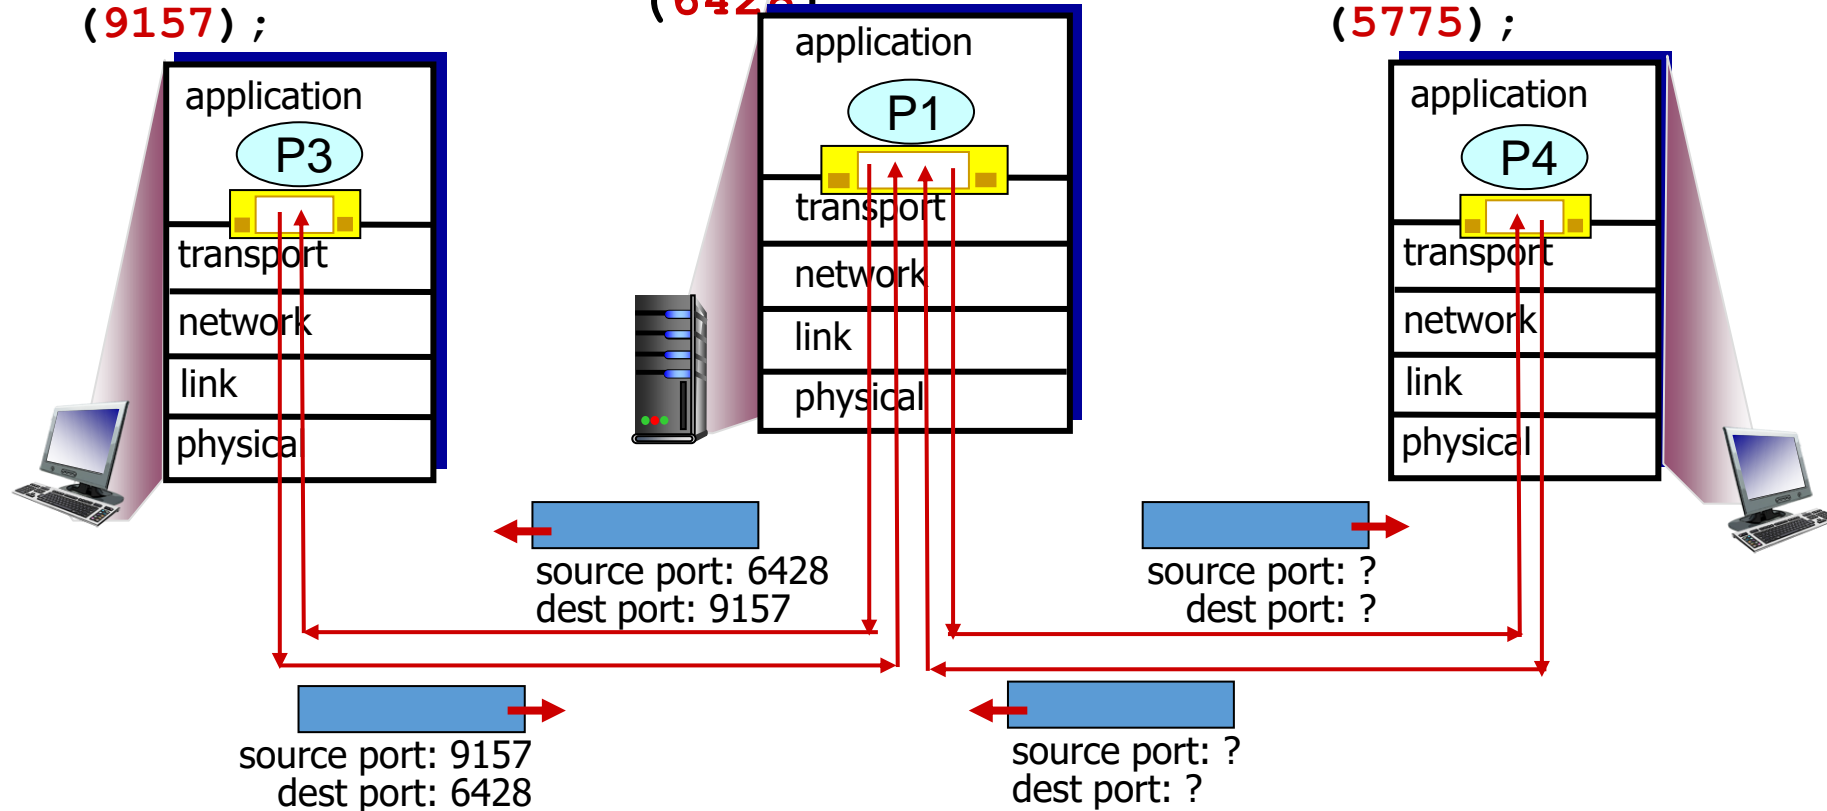 (9157);
(6428)
(5775);
application
P3
transport
network
link
physical
application
P1
transport
network
link
physical
application
P4
transport
network
link
physical
source port: 6428
dest port: 9157
source port: ?
dest port: ?
source port: 9157
dest port: 6428
source port: ?
dest port: ?